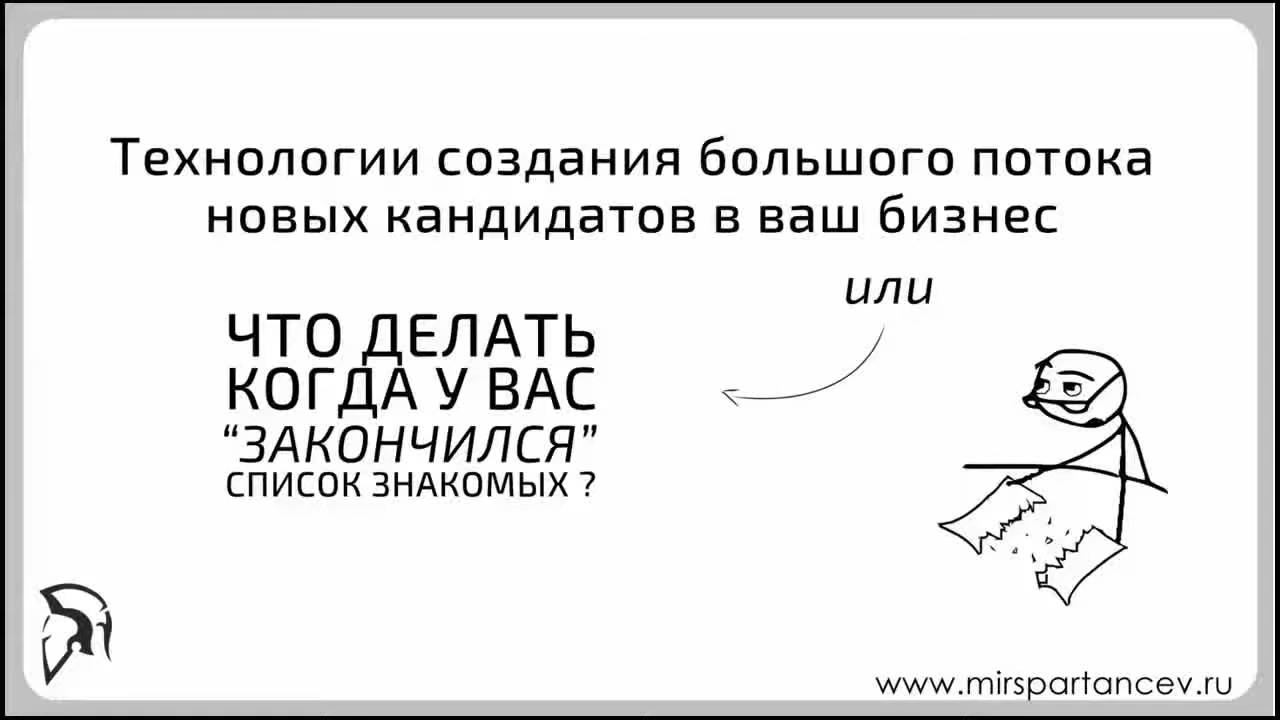 Технологии создания большого потока
новых кандидатов в ваш бизнес
или
ЧТО ДЕЛАТЬ
КОГДА У ВАС
“ЗАКОНЧИЛСЯ”
СПИСОК ЗНАКОМЫХ ?
www.mirspartancev.ru